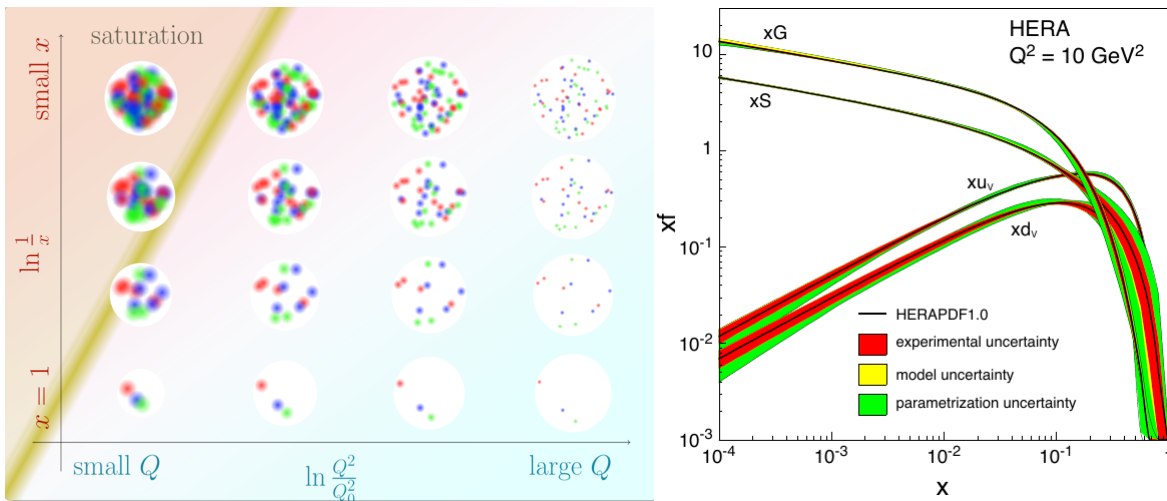 saturation
small x
ln 1/x
x = 1
small Q
ln Q²/Q₀²
large Q
HERA
Q² = 10 GeV²
xG
xS
xuᵥ
xdᵥ
HERAPDF1.0
experimental uncertainty
model uncertainty
parametrization uncertainty
xf
10
1
10⁻¹
10⁻²
10⁻³
10⁻⁴
10⁻³
10⁻²
10⁻¹
1
x